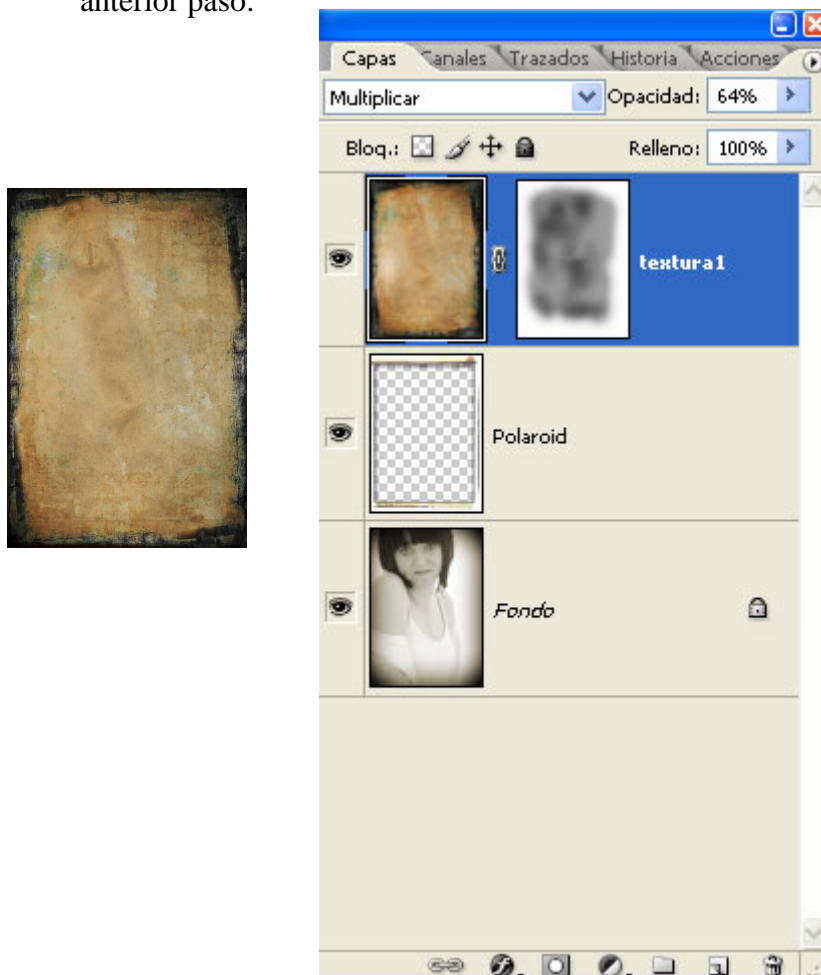 anterior paso.
Capas Canales Trazados Historia Acciones
Multiplicar Opacidad: 64%
Bloq.: Relleno: 100%
textura1
Polaroid
Fondo